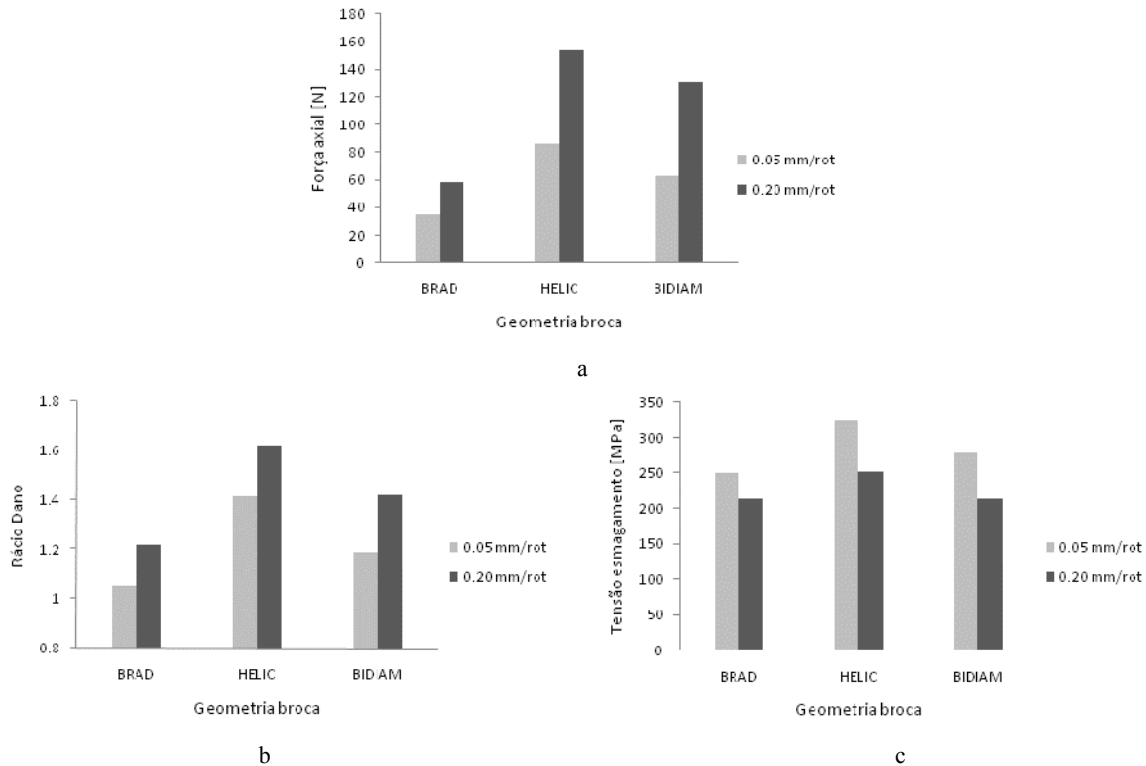 180
160
140
120
100
80
60
40
20
0
Força axial [N]
BRAD HELIC BIDIAM
Geometria broca
0.05 mm/rot
0.20 mm/rot
a
1.8
1.6
1.4
1.2
1
0.8
Rácio Dano
BRAD HELIC BIDIAM
Geometria broca
0.05 mm/rot
0.20 mm/rot
b
350
300
250
200
150
100
50
0
Tensão esmagamento [MPa]
BRAD HELIC BIDIAM
Geometria broca
0.05 mm/rot
0.20 mm/rot
c